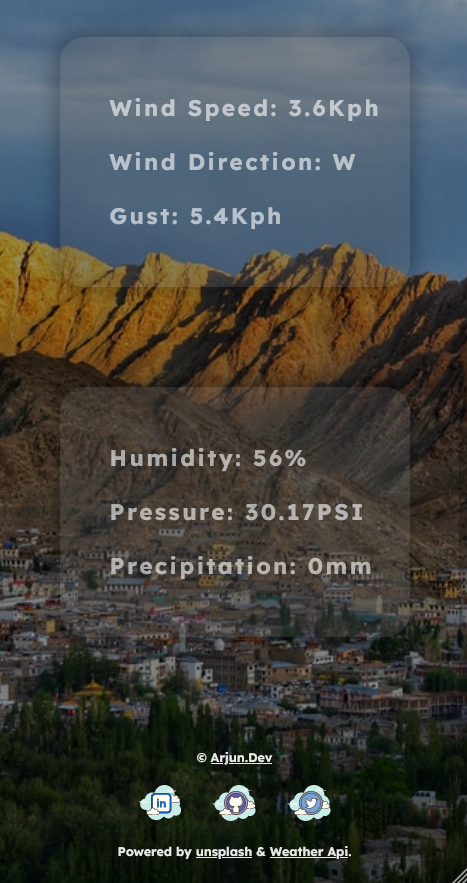 Wind Speed: 3.6Kph
Wind Direction: W
Gust: 5.4Kph
Humidity: 56%
Pressure: 30.17PSI
Precipitation: 0mm
© Arjun.Dev
in
Powered by unsplash & Weather Api.